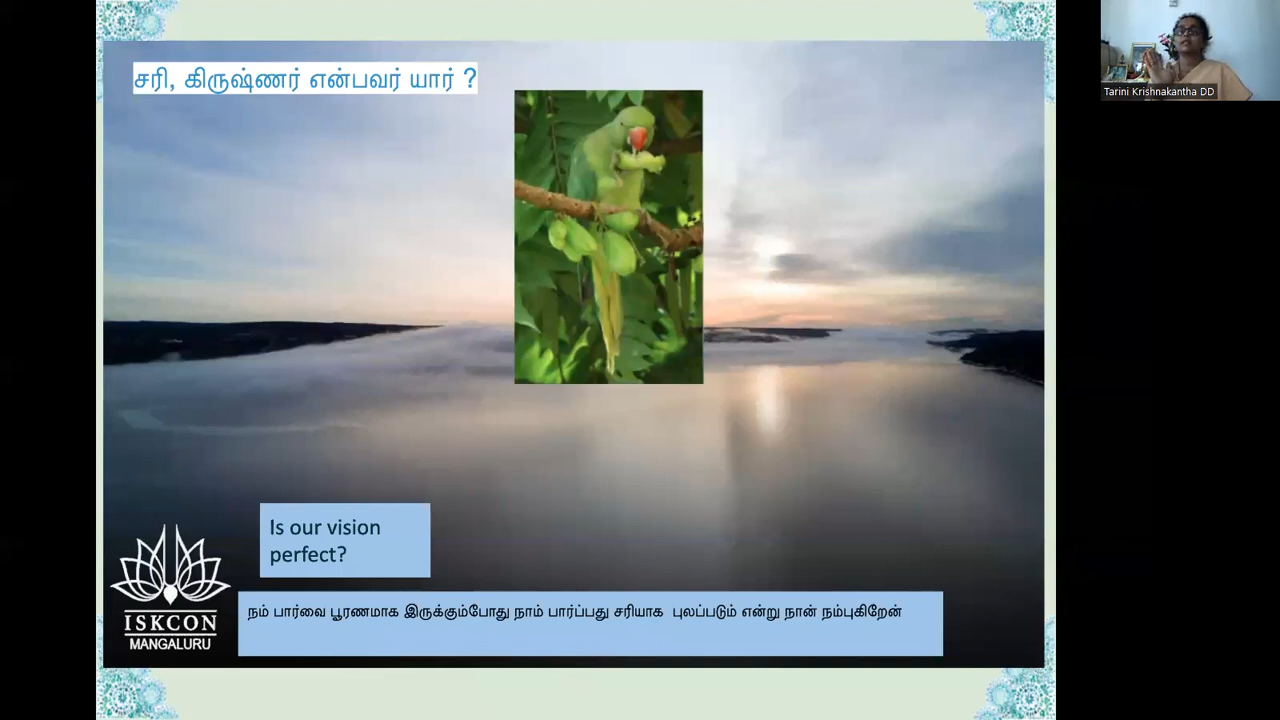 சரி, கிருஷ்ணர் என்பவர் யார் ?
Tarini Krishnakantha DD
Is our vision
perfect?
ISKCON
MANGALURU
நம் பார்வை பூரணமாக இருக்கும்போது நாம் பார்ப்பது சரியாக புலப்படும் என்று நான் நம்புகிறேன்